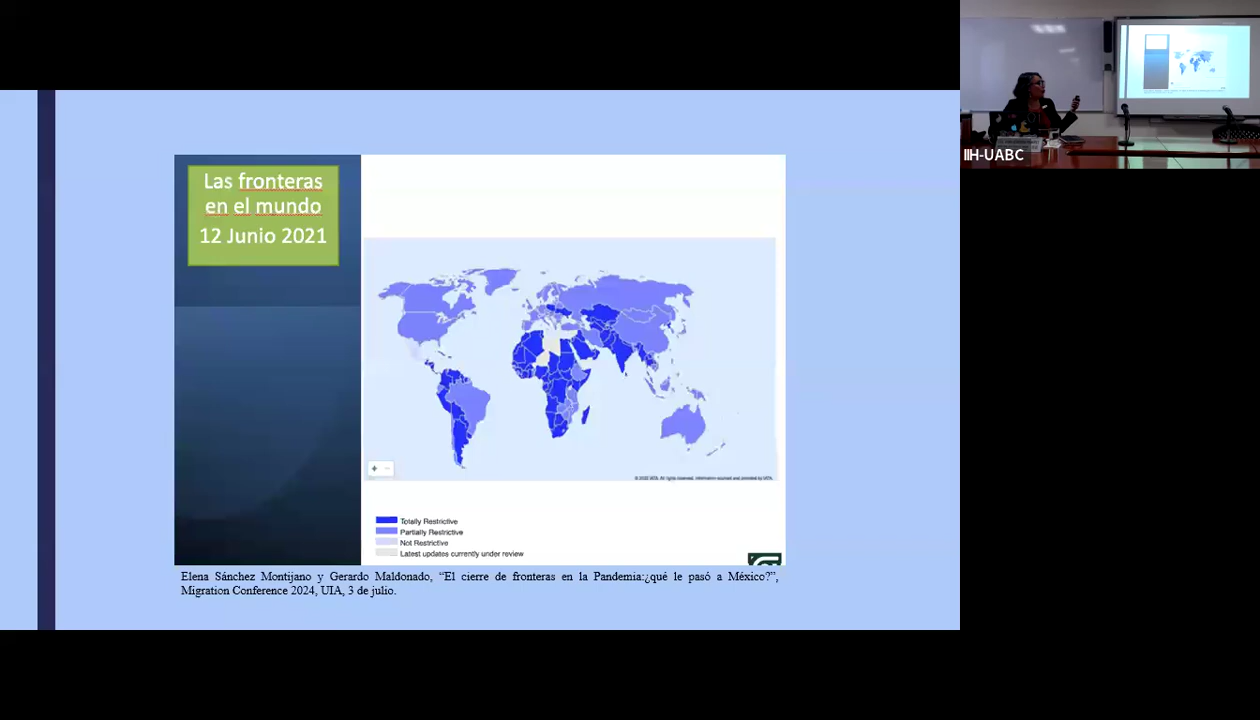 Las fronteras
en el mundo
12 Junio 2021
Totally Restrictive
Partially Restrictive
Not Restrictive
Latest updates currently under review
Elena Sánchez Montijano y Gerardo Maldonado, “El cierre de fronteras en la Pandemia:¿qué le pasó a México?”,
Migration Conference 2024, UIA, 3 de julio.
IIH-UABC